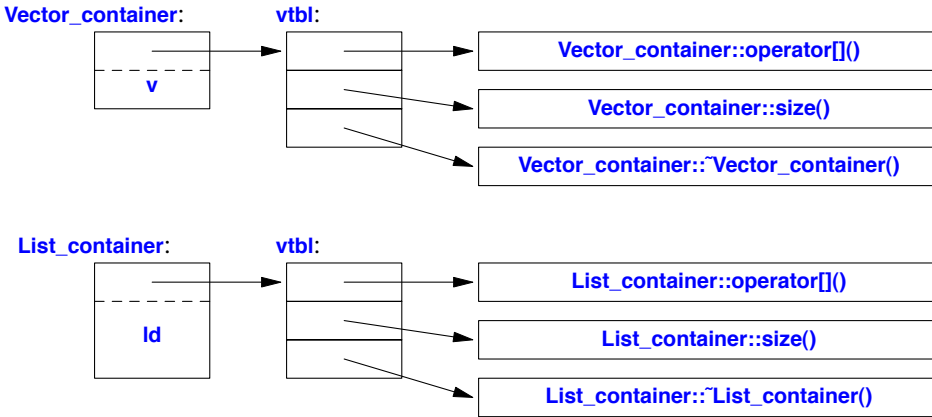 Vector_container: vtbl:
Vector_container::operator[]()
v
Vector_container::size()
Vector_container::˜Vector_container()
List_container: vtbl:
List_container::operator[]()
ld
List_container::size()
List_container::˜List_container()